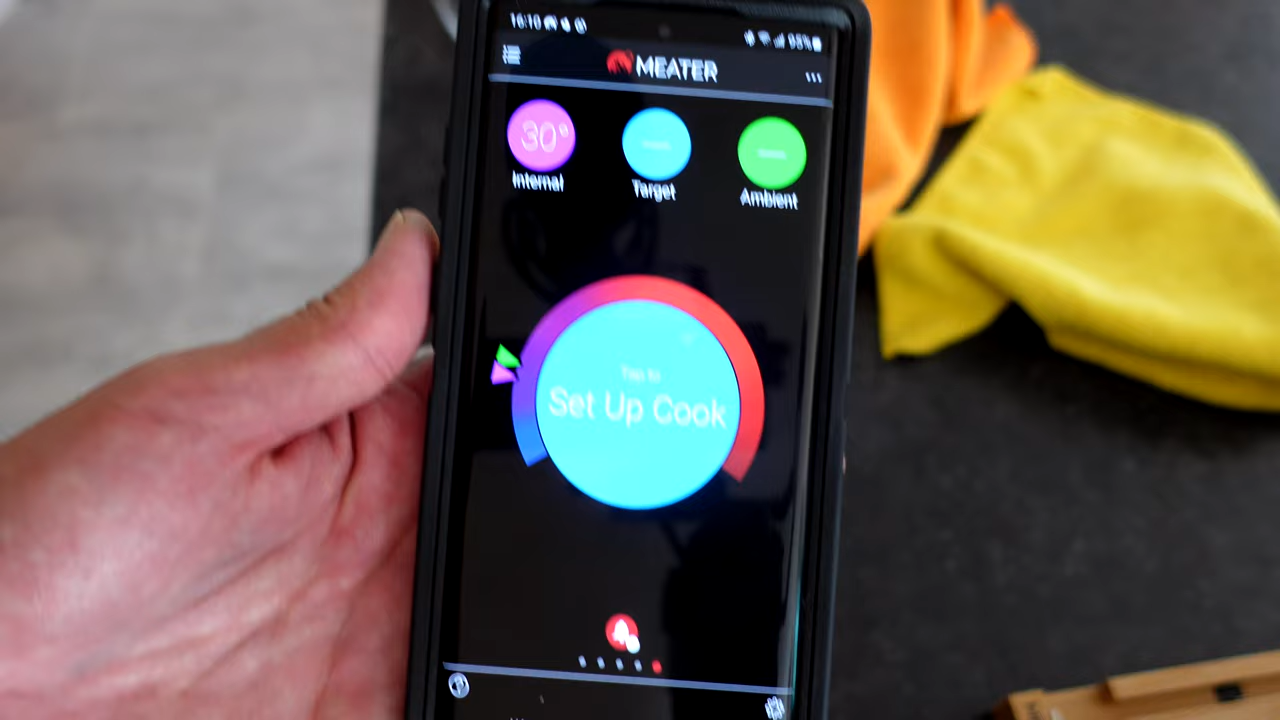 16:10
95%
MEATER
30°
Internal
Target
Ambient
Tap to
Set Up Cook